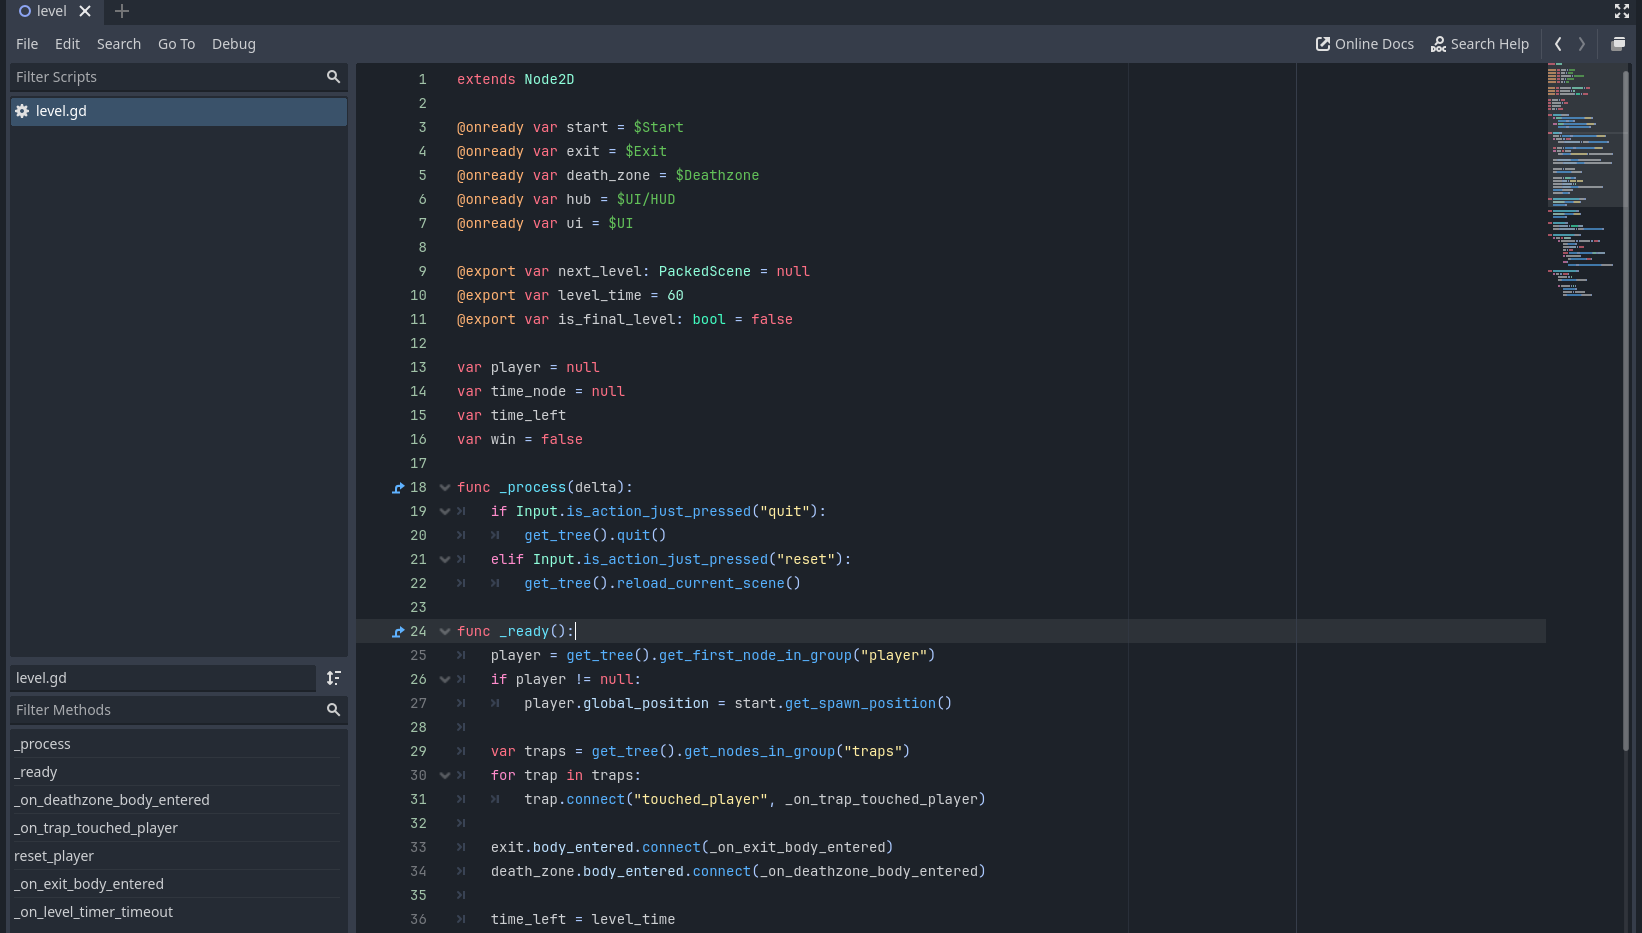 level
File Edit Search Go To Debug Online Docs Search Help
Filter Scripts
level.gd
level.gd
Filter Methods
_process
_ready
_on_deathzone_body_entered
_on_trap_touched_player
reset_player
_on_exit_body_entered
_on_level_timer_timeout
1 extends Node2D
2
3 @onready var start = $Start
4 @onready var exit = $Exit
5 @onready var death_zone = $Deathzone
6 @onready var hub = $UI/HUD
7 @onready var ui = $UI
8
9 @export var next_level: PackedScene = null
10 @export var level_time = 60
11 @export var is_final_level: bool = false
12
13 var player = null
14 var time_node = null
15 var time_left
16 var win = false
17
18 func _process(delta):
19 if Input.is_action_just_pressed("quit"):
20 get_tree().quit()
21 elif Input.is_action_just_pressed("reset"):
22 get_tree().reload_current_scene()
23
24 func _ready():
25 player = get_tree().get_first_node_in_group("player")
26 if player != null:
27 player.global_position = start.get_spawn_position()
28
29 var traps = get_tree().get_nodes_in_group("traps")
30 for trap in traps:
31 trap.connect("touched_player", _on_trap_touched_player)
32
33 exit.body_entered.connect(_on_exit_body_entered)
34 death_zone.body_entered.connect(_on_deathzone_body_entered)
35
36 time_left = level_time